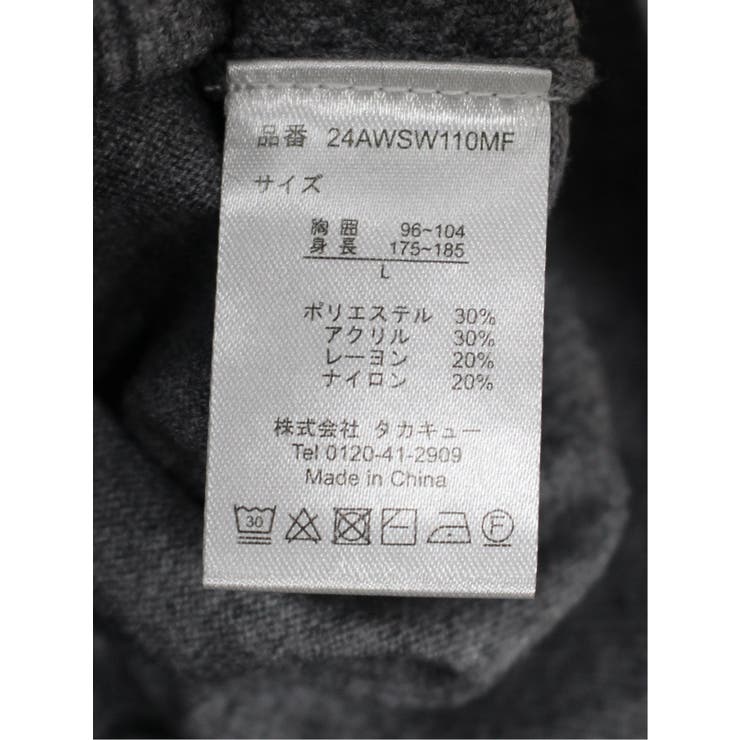 品番 24AWSW110MF
サイズ
胸囲 96~104
身長 175~185
L
ポリエステル 30%
アクリル 30%
レーヨン 20%
ナイロン 20%
株式会社 タカキュー
Tel 0120-41-2909
Made in China
30 F